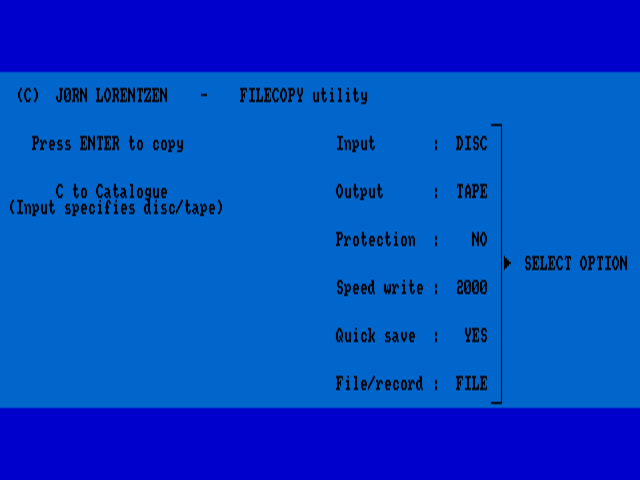 (C) JØRN LORENTZEN - FILECOPY utility
Press ENTER to copy
Input : DISC
C to Catalogue
(Input specifies disc/tape)
Output : TAPE
Protection : NO
SELECT OPTION
Speed write : 2000
Quick save : YES
File/record : FILE